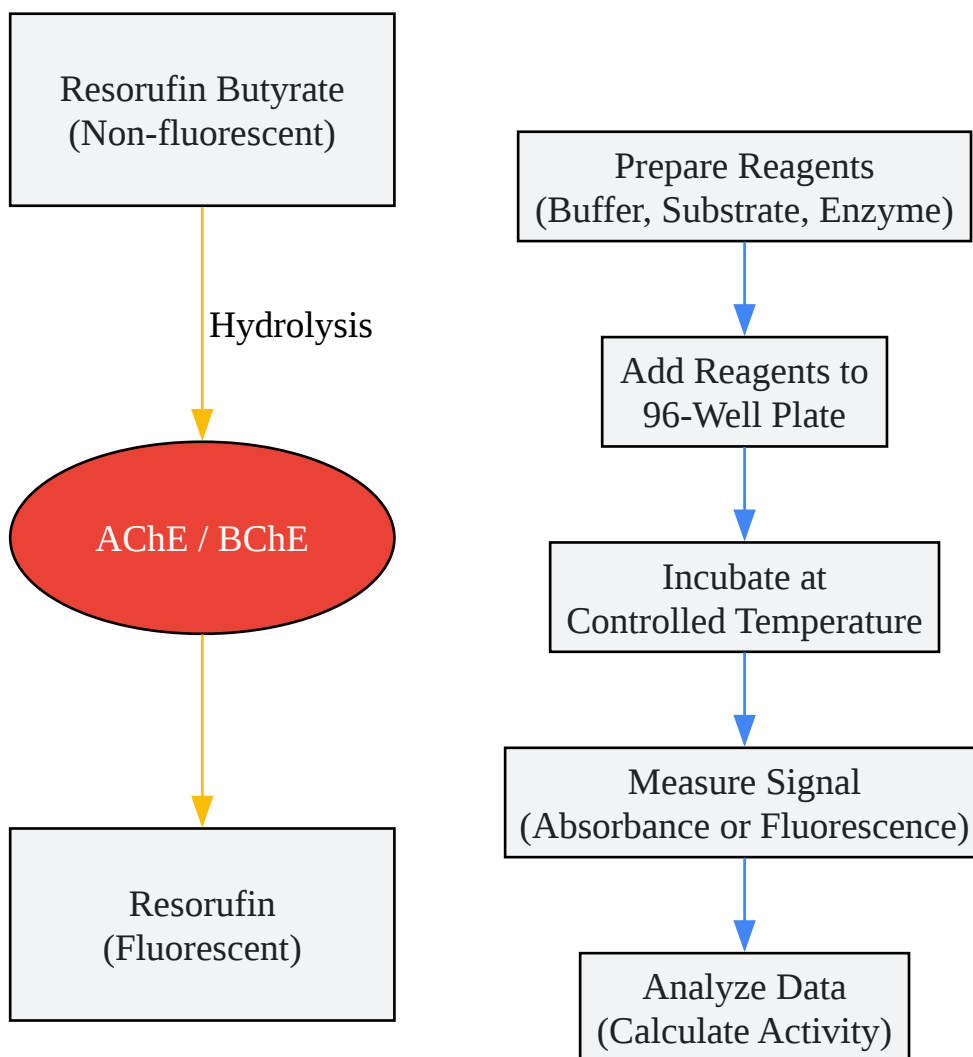 Resorufin Butyrate
(Non-fluorescent)
Hydrolysis
AChE / BChE
Resorufin
(Fluorescent)
Prepare Reagents
(Buffer, Substrate, Enzyme)
Add Reagents to
96-Well Plate
Incubate at
Controlled Temperature
Measure Signal
(Absorbance or Fluorescence)
Analyze Data
(Calculate Activity)